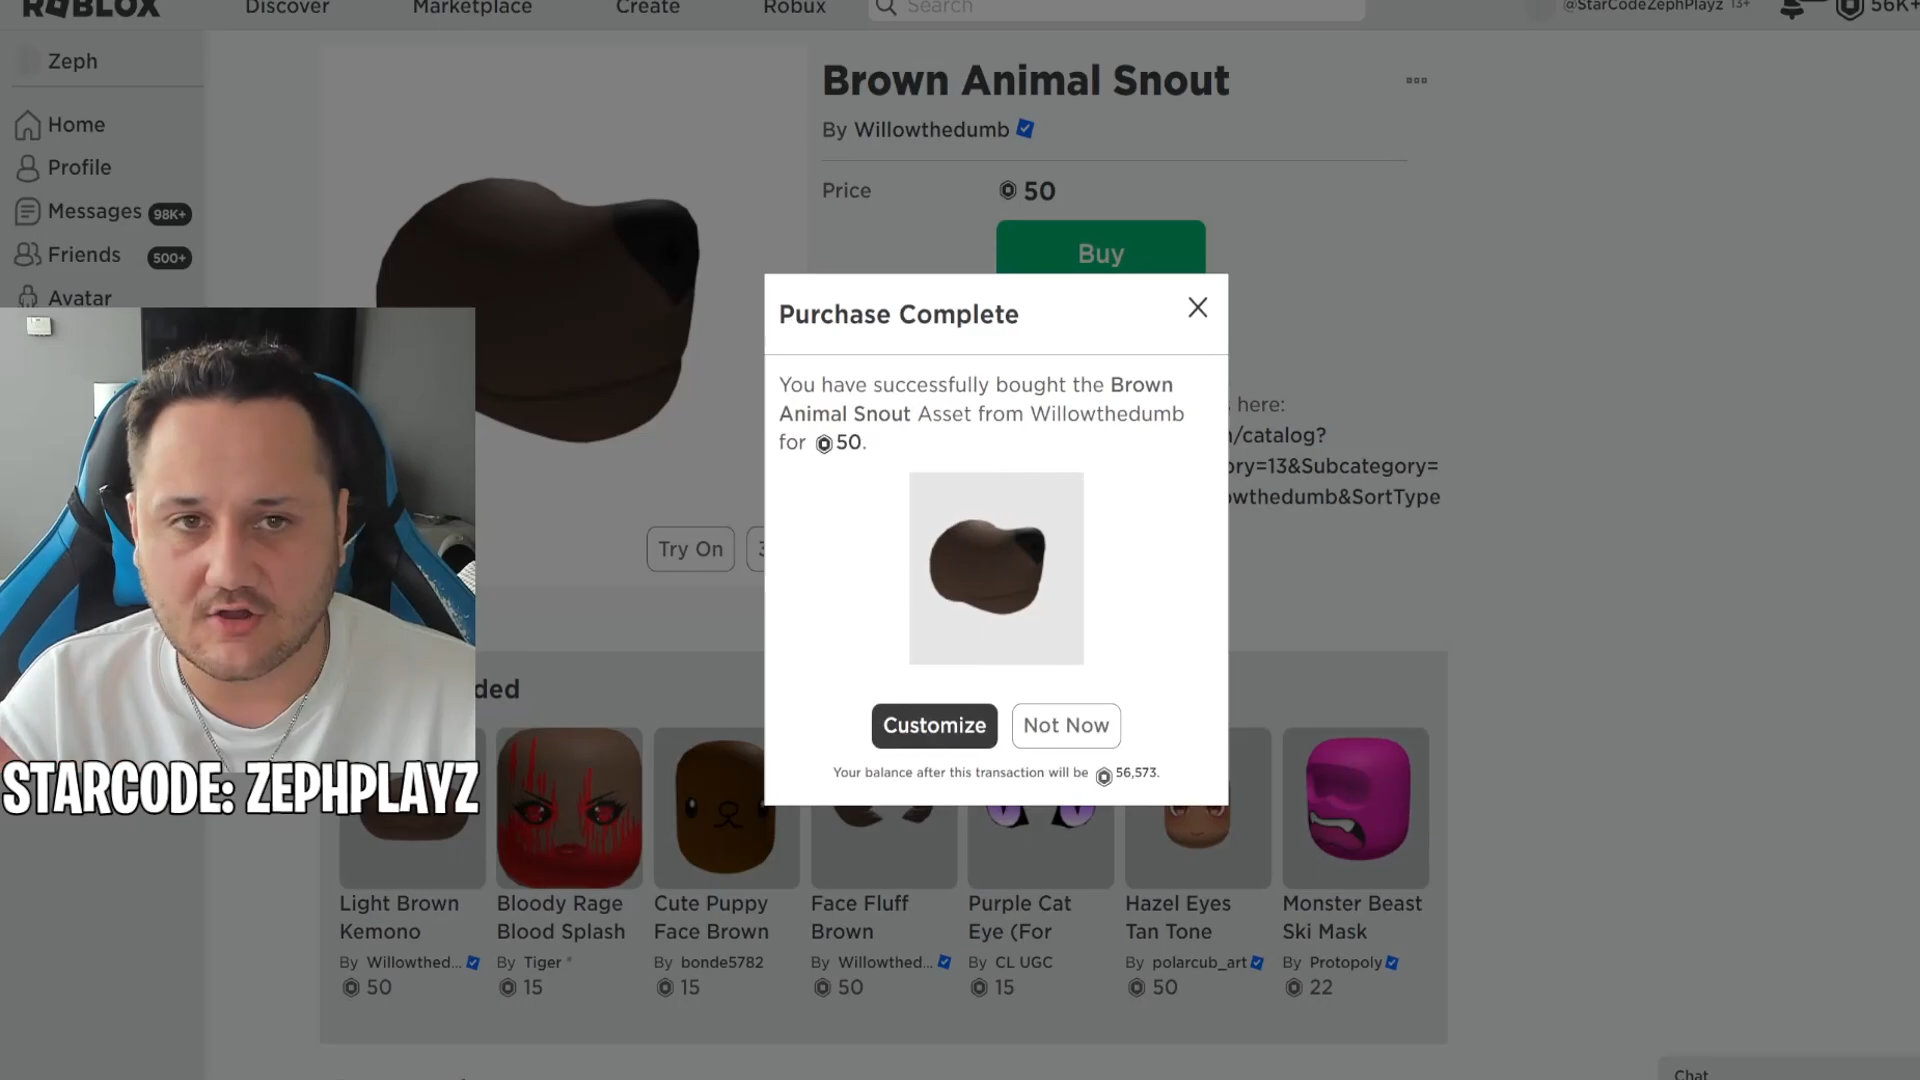 ROBLOX
Discover
Marketplace
Create
Robux
Search
@StarCodeZephPlayz 13+
56K+
Zeph
Home
Profile
Messages 98K+
Friends 500+
Avatar
Brown Animal Snout
By Willowthedumb
Price
50
Buy
Try On
here:
/catalog?
ory=13&Subcategory=
owthedumb&SortType
Purchase Complete
You have successfully bought the Brown
Animal Snout Asset from Willowthedumb
for 50.
Customize
Not Now
Your balance after this transaction will be 56,573.
STARCODE: ZEPHPLAYZ
ded
Light Brown
Kemono
By Willowthed...
50
Bloody Rage
Blood Splash
By Tiger
15
Cute Puppy
Face Brown
By bonde5782
15
Face Fluff
Brown
By Willowthed...
50
Purple Cat
Eye (For
By CL UGC
15
Hazel Eyes
Tan Tone
By polarcub_art
50
Monster Beast
Ski Mask
By Protopoly
22
Chat